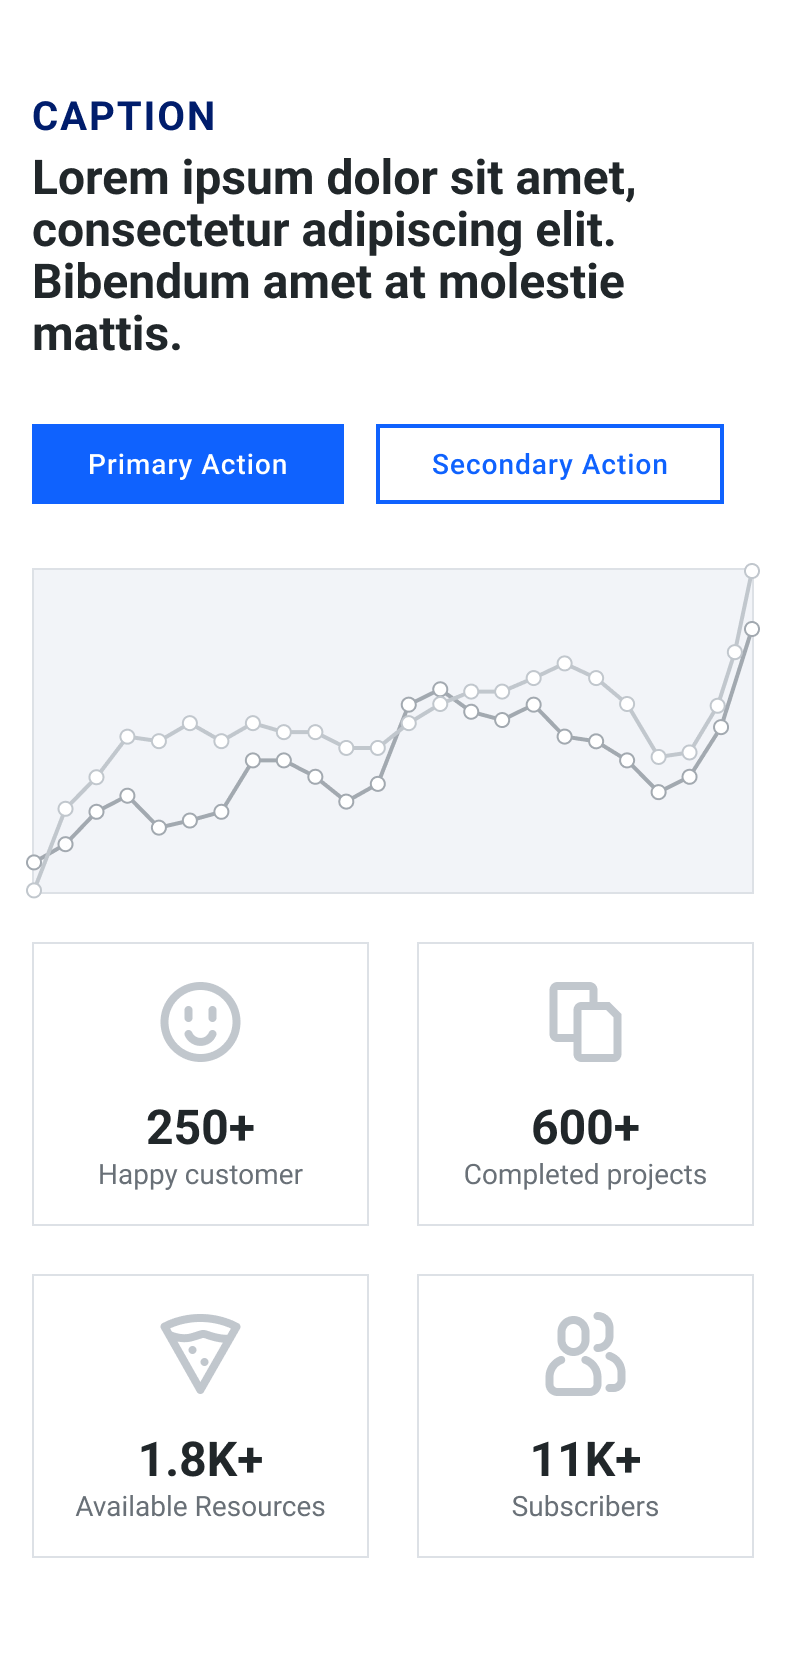 CAPTION
Lorem ipsum dolor sit amet,
consectetur adipiscing elit.
Bibendum amet at molestie
mattis.
Primary Action
Secondary Action
250+
Happy customer
600+
Completed projects
1.8K+
Available Resources
11K+
Subscribers